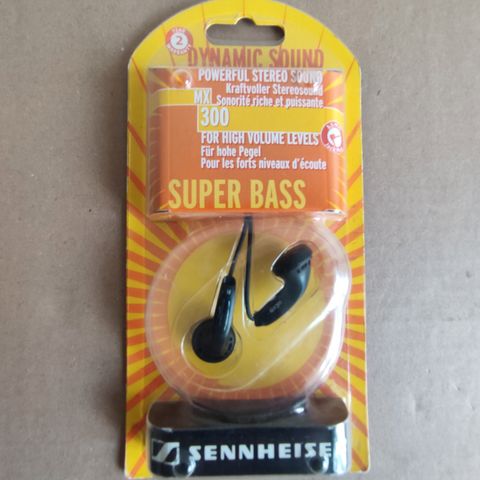 2
DYNAMIC SOUND
POWERFUL STEREO SOUND
Kraftvoller Stereosound
Sonorité riche et puissante
MX
300
FOR HIGH VOLUME LEVELS
Für hohe Pegel
Pour les forts niveaux d'écoute
SUPER BASS
SENNHEISE